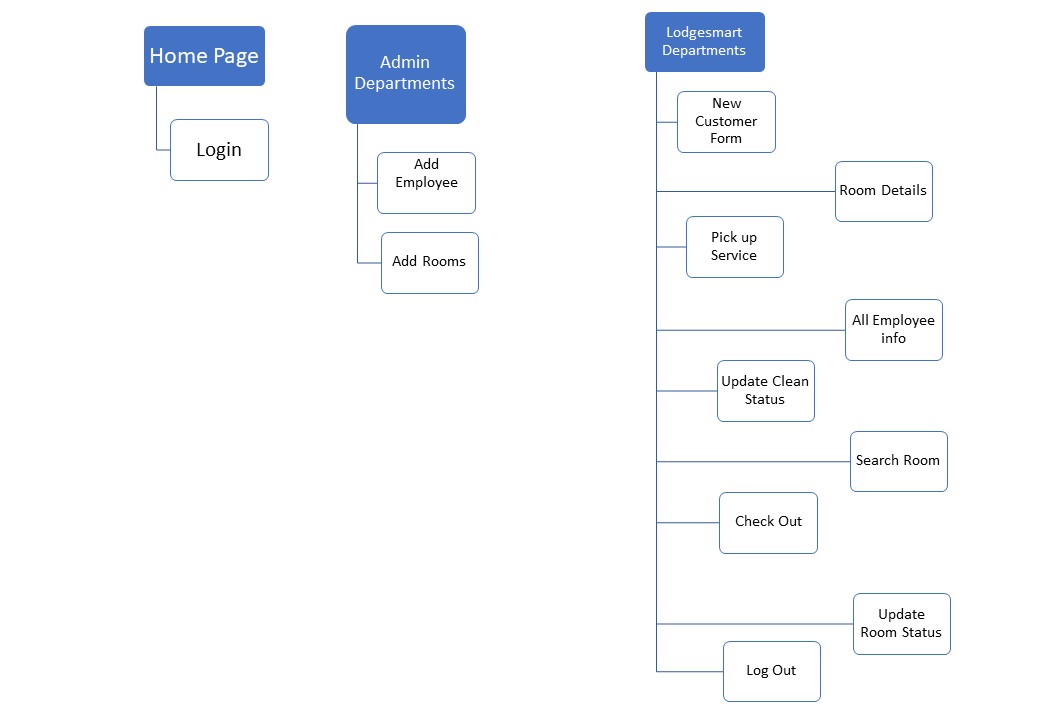 Home Page
Login
Admin
Departments
Add
Employee
Add Rooms
Lodgesmart
Departments
New
Customer
Form
Room Details
Pick up
Service
All Employee
info
Update Clean
Status
Search Room
Check Out
Update
Room Status
Log Out